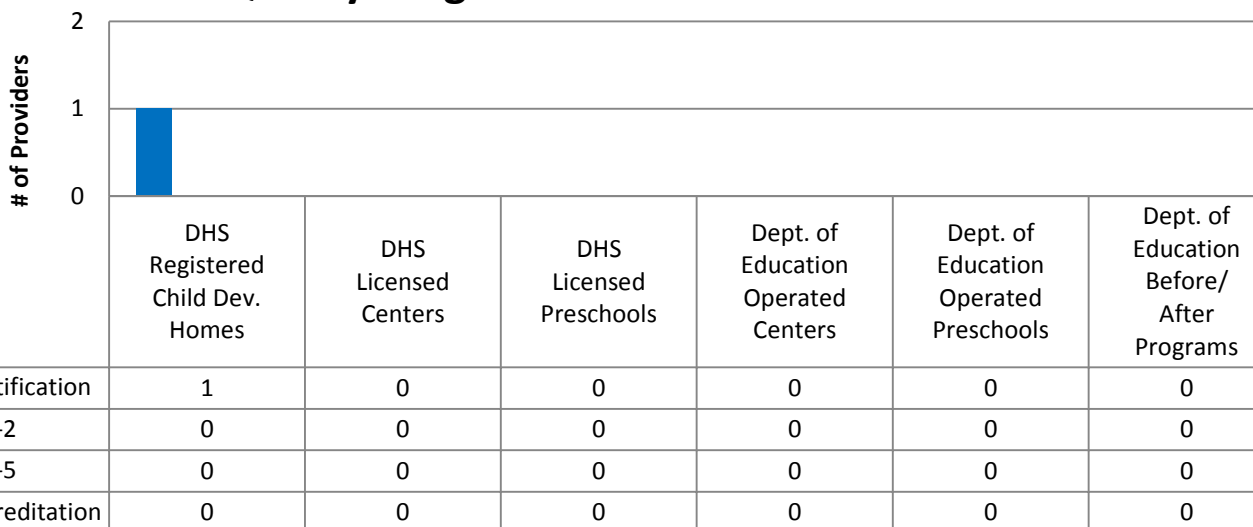 2
1
0
# of Providers
DHS
Registered
Child Dev.
Homes
DHS
Licensed
Centers
DHS
Licensed
Preschools
Dept. of
Education
Operated
Centers
Dept. of
Education
Operated
Preschools
Dept. of
Education
Before/
After
Programs
tification 1 0 0 0 0 0
-2 0 0 0 0 0 0
-5 0 0 0 0 0 0
reditation 0 0 0 0 0 0